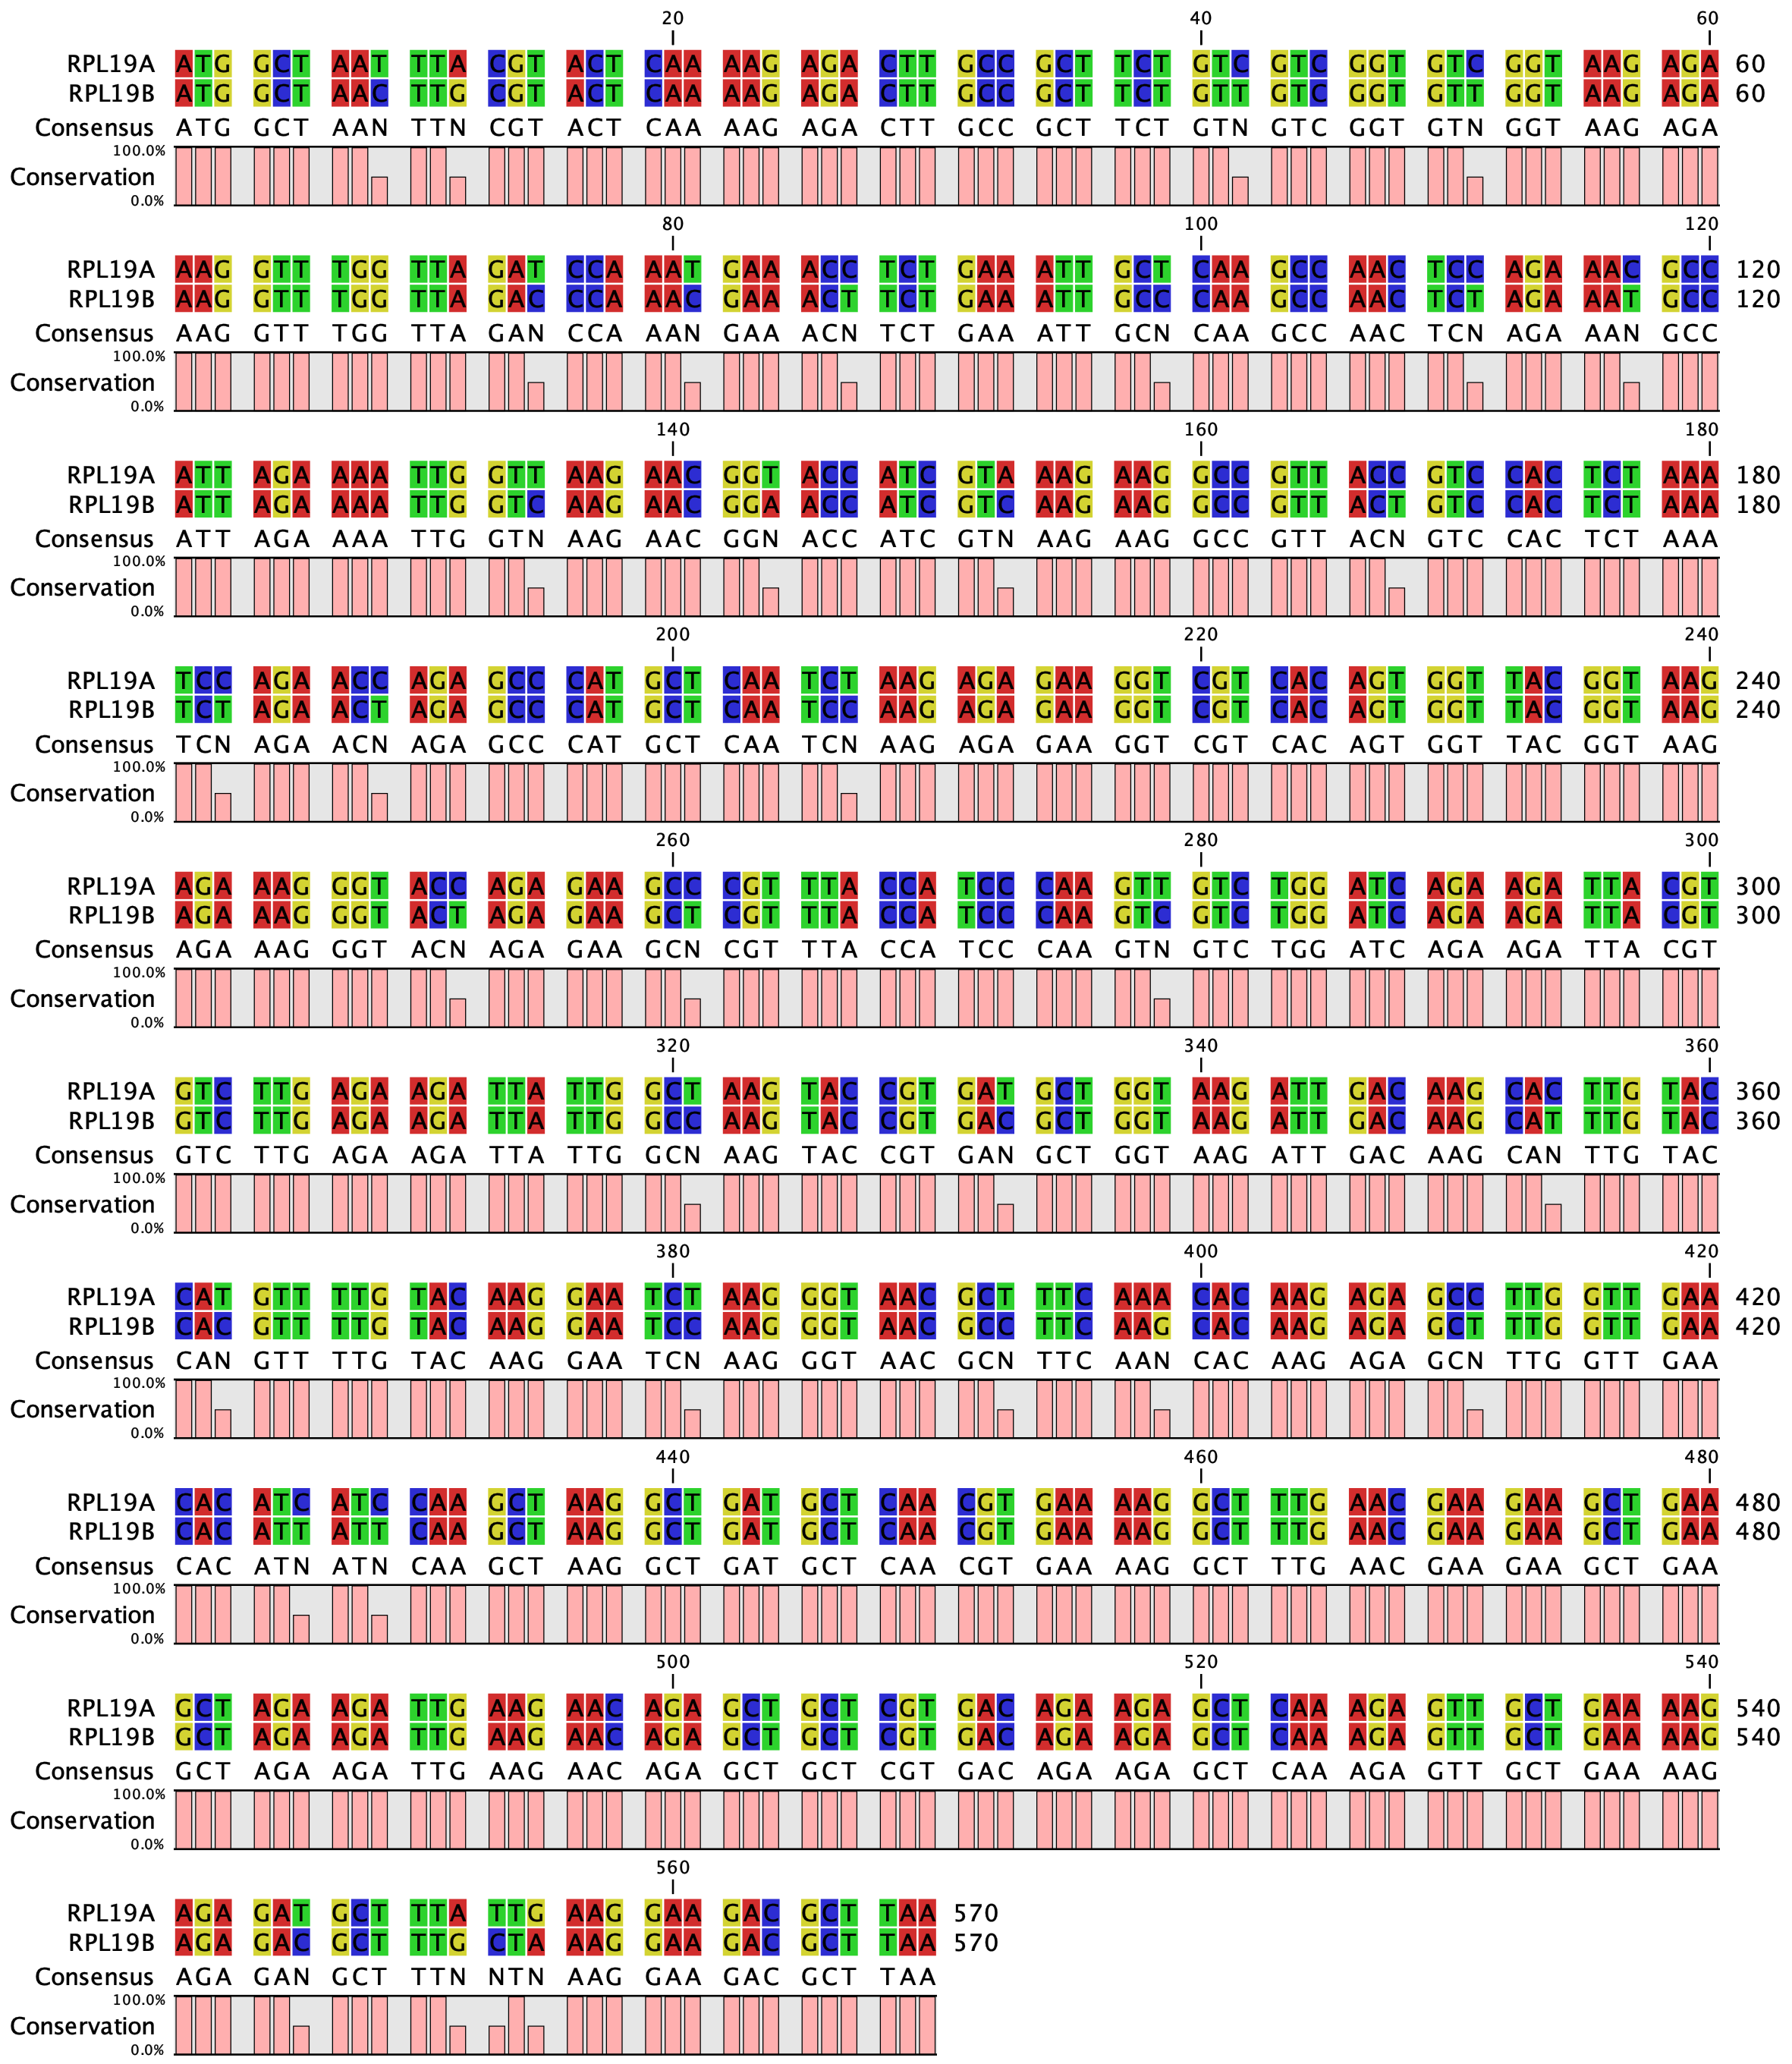 20 40 60
RPL19A ATG GCT AAT TTA CGT ACT CAA AAG AGA CTT GCC GCT TCT GTC GTC GGT GTC GGT AAG AGA 60
RPL19B ATG GCT AAC TTG CGT ACT CAA AAG AGA CTT GCC GCT TCT GTT GTC GGT GTT GGT AAG AGA 60
Consensus ATG GCT AAN TTN CGT ACT CAA AAG AGA CTT GCC GCT TCT GTN GTC GGT GTN GGT AAG AGA
100.0%
Conservation
0.0%
80 100 120
RPL19A AAG GTT TGG TTA GAT CCA AAT GAA ACC TCT GAA ATT GCT CAA GCC AAC TCC AGA AAC GCC 120
RPL19B AAG GTT TGG TTA GAC CCA AAC GAA ACT TCT GAA ATT GCC CAA GCC AAC TCT AGA AAT GCC 120
Consensus AAG GTT TGG TTA GAN CCA AAN GAA ACN TCT GAA ATT GCN CAA GCC AAC TCN AGA AAN GCC
100.0%
Conservation
0.0%
140 160 180
RPL19A ATT AGA AAA TTG GTT AAG AAC GGT ACC ATC GTA AAG AAG GCC GTT ACC GTC CAC TCT AAA 180
RPL19B ATT AGA AAA TTG GTC AAG AAC GGA ACC ATC GTC AAG AAG GCC GTT ACT GTC CAC TCT AAA 180
Consensus ATT AGA AAA TTG GTN AAG AAC GGN ACC ATC GTN AAG AAG GCC GTT ACN GTC CAC TCT AAA
100.0%
Conservation
0.0%
200 220 240
RPL19A TCC AGA ACC AGA GCC CAT GCT CAA TCT AAG AGA GAA GGT CGT CAC AGT GGT TAC GGT AAG 240
RPL19B TCT AGA ACT AGA GCC CAT GCT CAA TCC AAG AGA GAA GGT CGT CAC AGT GGT TAC GGT AAG 240
Consensus TCN AGA ACN AGA GCC CAT GCT CAA TCN AAG AGA GAA GGT CGT CAC AGT GGT TAC GGT AAG
100.0%
Conservation
0.0%
260 280 300
RPL19A AGA AAG GGT ACC AGA GAA GCC CGT TTA CCA TCC CAA GTT GTC TGG ATC AGA AGA TTA CGT 300
RPL19B AGA AAG GGT ACT AGA GAA GCT CGT TTA CCA TCC CAA GTC GTC TGG ATC AGA AGA TTA CGT 300
Consensus AGA AAG GGT ACN AGA GAA GCN CGT TTA CCA TCC CAA GTN GTC TGG ATC AGA AGA TTA CGT
100.0%
Conservation
0.0%
320 340 360
RPL19A GTC TTG AGA AGA TTA TTG GCT AAG TAC CGT GAT GCT GGT AAG ATT GAC AAG CAC TTG TAC 360
RPL19B GTC TTG AGA AGA TTA TTG GCC AAG TAC CGT GAC GCT GGT AAG ATT GAC AAG CAT TTG TAC 360
Consensus GTC TTG AGA AGA TTA TTG GCN AAG TAC CGT GAN GCT GGT AAG ATT GAC AAG CAN TTG TAC
100.0%
Conservation
0.0%
380 400 420
RPL19A CAT GTT TTG TAC AAG GAA TCT AAG GGT AAC GCT TTC AAA CAC AAG AGA GCC TTG GTT GAA 420
RPL19B CAC GTT TTG TAC AAG GAA TCC AAG GGT AAC GCC TTC AAG CAC AAG AGA GCT TTG GTT GAA 420
Consensus CAN GTT TTG TAC AAG GAA TCN AAG GGT AAC GCN TTC AAN CAC AAG AGA GCN TTG GTT GAA
100.0%
Conservation
0.0%
440 460 480
RPL19A CAC ATC ATC CAA GCT AAG GCT GAT GCT CAA CGT GAA AAG GCT TTG AAC GAA GAA GCT GAA 480
RPL19B CAC ATT ATT CAA GCT AAG GCT GAT GCT CAA CGT GAA AAG GCT TTG AAC GAA GAA GCT GAA 480
Consensus CAC ATN ATN CAA GCT AAG GCT GAT GCT CAA CGT GAA AAG GCT TTG AAC GAA GAA GCT GAA
100.0%
Conservation
0.0%
500 520 540
RPL19A GCT AGA AGA TTG AAG AAC AGA GCT GCT CGT GAC AGA AGA GCT CAA AGA GTT GCT GAA AAG 540
RPL19B GCT AGA AGA TTG AAG AAC AGA GCT GCT CGT GAC AGA AGA GCT CAA AGA GTT GCT GAA AAG 540
Consensus GCT AGA AGA TTG AAG AAC AGA GCT GCT CGT GAC AGA AGA GCT CAA AGA GTT GCT GAA AAG
100.0%
Conservation
0.0%
560
RPL19A AGA GAT GCT TTA TTG AAG GAA GAC GCT TAA 570
RPL19B AGA GAC GCT TTG CTA AAG GAA GAC GCT TAA 570
Consensus AGA GAN GCT TTN NTN AAG GAA GAC GCT TAA
100.0%
Conservation
0.0%